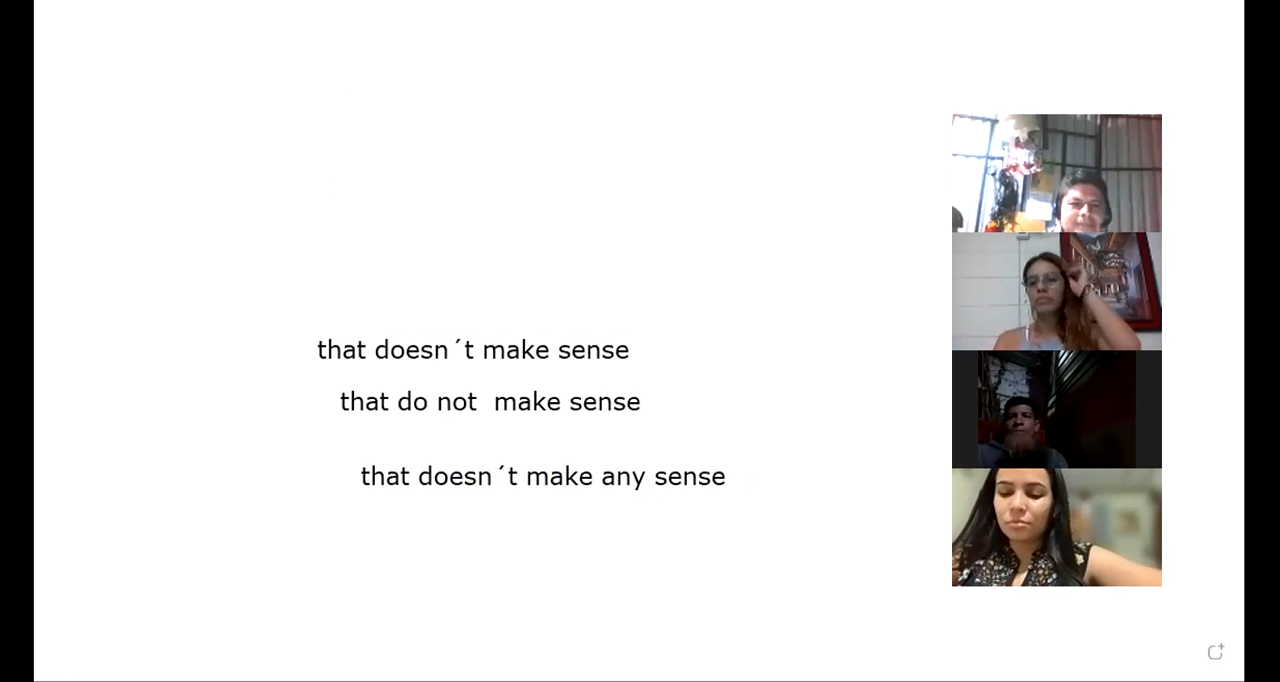 that doesn´t make sense
that do not  make sense
that doesn´t make any sense